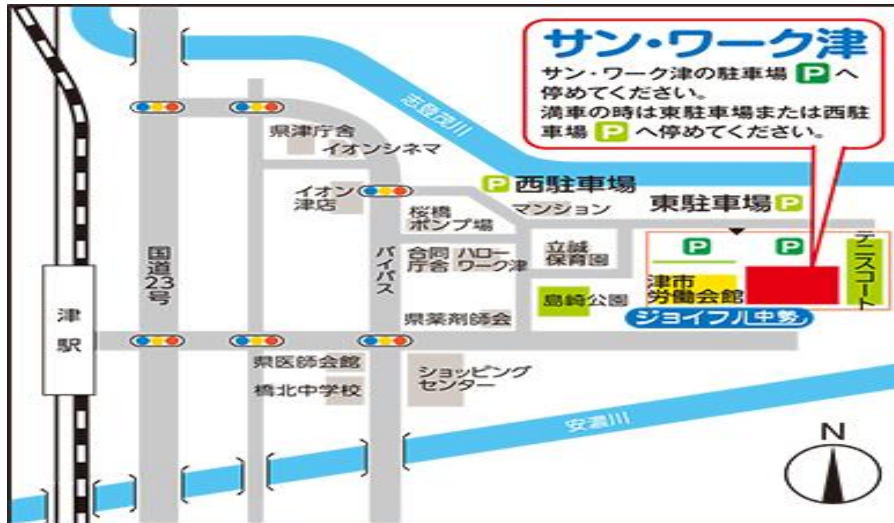 サン・ワーク津
サン・ワーク津の駐車場 P へ
停めてください。
満車の時は東駐車場または西駐
車場 P へ停めてください。
志登茂川
県津庁舎
イオンシネマ
イオン
津店
P 西駐車場
マンション
東駐車場 P
桜橋
ポンプ場
国道23号
バイパス
合同
庁舎
ハロー
ワーク津
立誠
保育園
P
P
テニスコート
津市
労働会館
島崎公園
ジョイフル中勢
県薬剤師会
津駅
県医師会館
橋北中学校
ショッピング
センター
安濃川
N